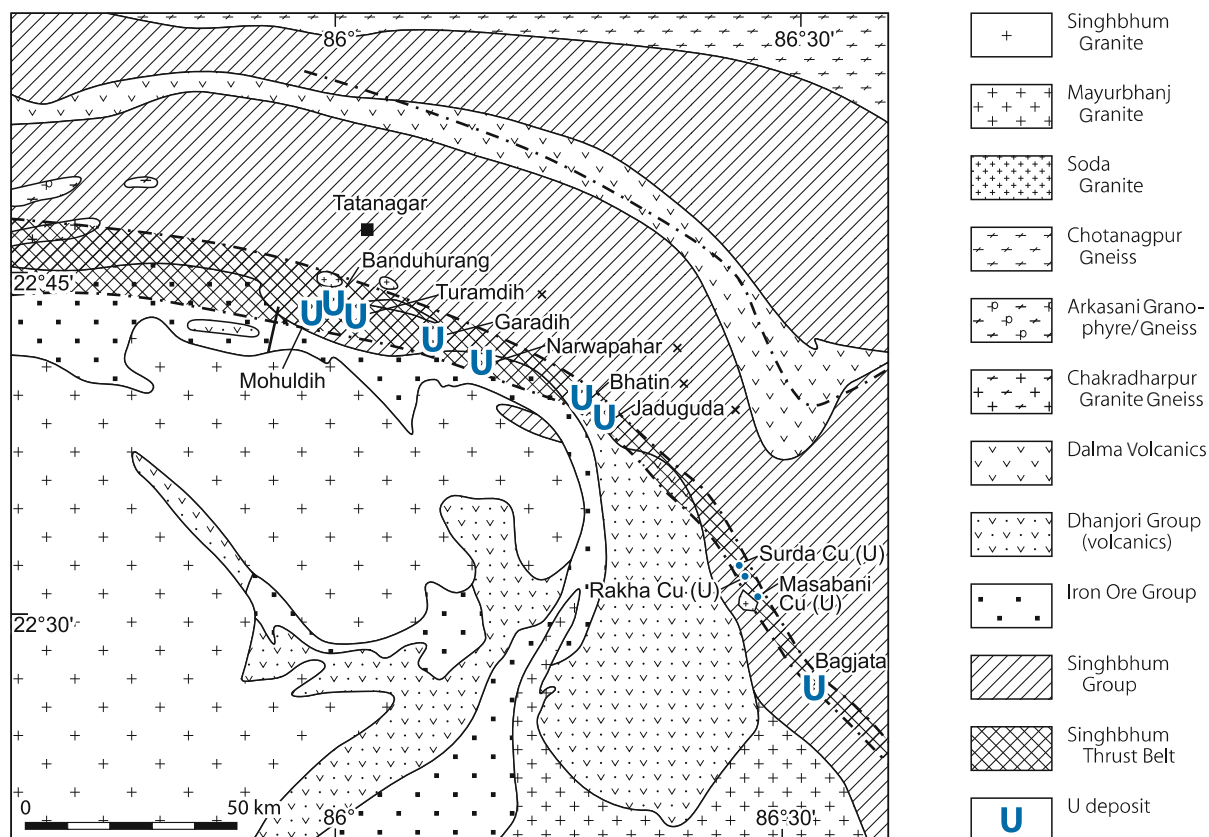 86°
86°30'
Tatanagar
Banduhurang
22°45'
Turamdih
Garadih
Narwapahar
Mohuldih
Bhatin
Jaduguda
Surda Cu (U)
Rakha Cu (U)
Masabani
Cu (U)
22°30'
Bagjata
U
U
U
U
U
U
U
U
0
50 km
86°
86°30'
Singhbhum
Granite
Mayurbhanj
Granite
Soda
Granite
Chotanagpur
Gneiss
Arkasani Grano-
phyre/Gneiss
Chakradharpur
Granite Gneiss
Dalma Volcanics
Dhanjori Group
(volcanics)
Iron Ore Group
Singhbhum
Group
Singhbhum
Thrust Belt
U
U deposit